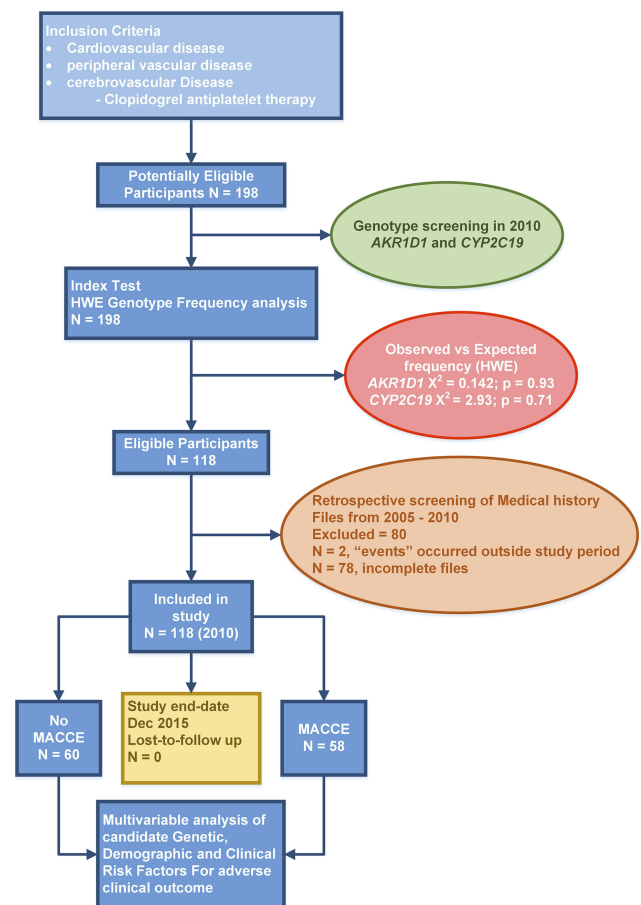 Inclusion Criteria
• Cardiovascular disease
• peripheral vascular disease
• cerebrovascular Disease
- Clopidogrel antiplatelet therapy
Potentially Eligible
Participants N = 198
Genotype screening in 2010
AKR1D1 and CYP2C19
Index Test
HWE Genotype Frequency analysis
N = 198
Observed vs Expected
frequency (HWE)
AKR1D1 X² = 0.142; p = 0.93
CYP2C19 X² = 2.93; p = 0.71
Eligible Participants
N = 118
Retrospective screening of Medical history
Files from 2005 - 2010
Excluded = 80
N = 2, “events” occurred outside study period
N = 78, incomplete files
Included in
study
N = 118 (2010)
No
MACCE
N = 60
Study end-date
Dec 2015
Lost-to-follow up
N = 0
MACCE
N = 58
Multivariable analysis of
candidate Genetic,
Demographic and Clinical
Risk Factors For adverse
clinical outcome